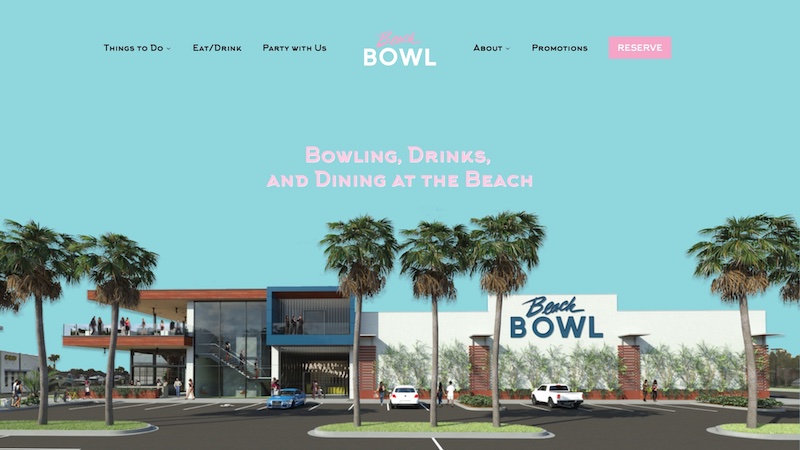 Things to Do
Eat/Drink
Party with Us
Beach
BOWL
About
Promotions
RESERVE
Bowling, Drinks,
and Dining at the Beach
Beach
BOWL